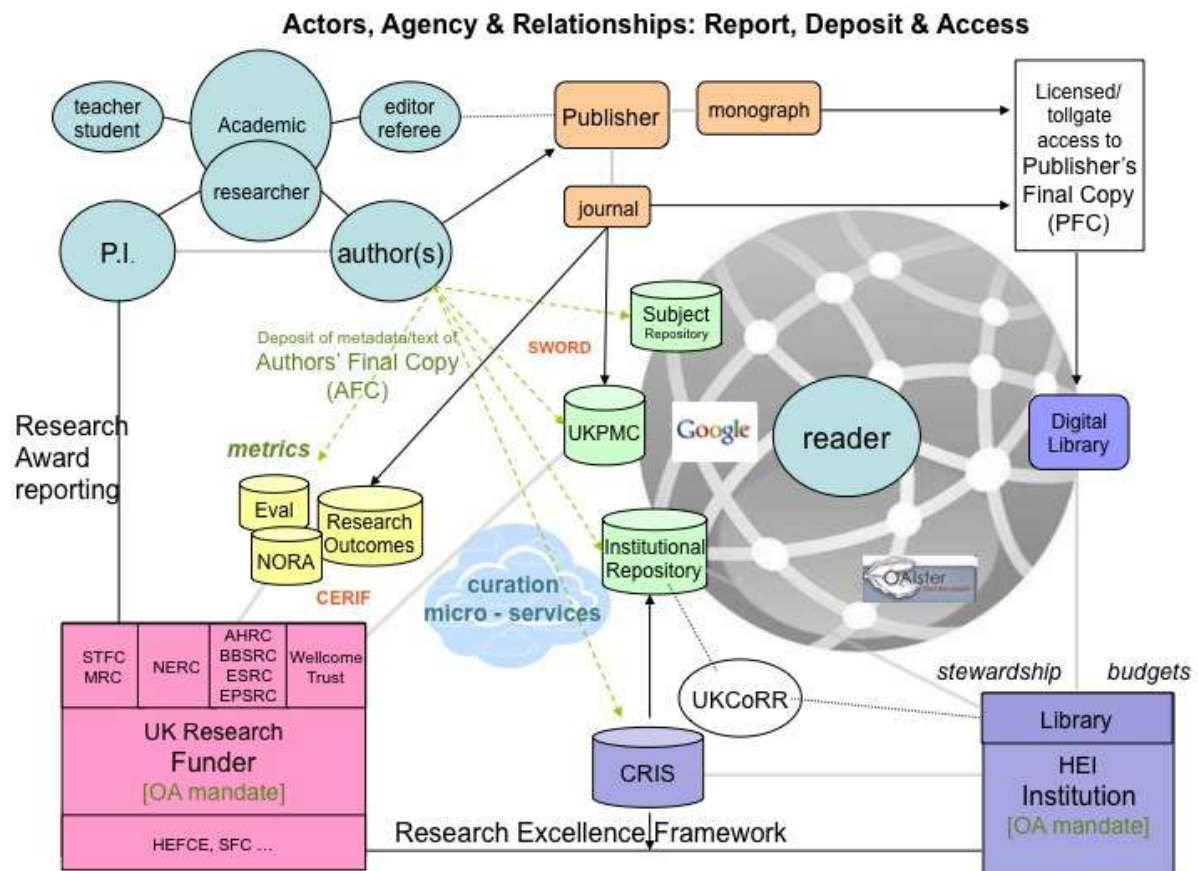 Actors, Agency & Relationships: Report, Deposit & Access
teacher
student
Academic
editor
referee
Publisher
monograph
Licensed/
tollgate
access to
Publisher's
Final Copy
(PFC)
researcher
journal
P.I.
author(s)
Subject
Repository
Deposit of metadata/text of
Authors' Final Copy
(AFC)
SWORD
UKPMC
Google
reader
Digital
Library
Research
Award
reporting
metrics
Eval
Research
Outcomes
NORA
CERIF
Institutional
Repository
curation
micro - services
OAIster
STFC
MRC
NERC
AHRC
BBSRC
ESRC
EPSRC
Wellcome
Trust
UK Research
Funder
[OA mandate]
HEFCE, SFC ...
UKCoRR
CRIS
Research Excellence Framework
stewardship
budgets
Library
HEI
Institution
[OA mandate]